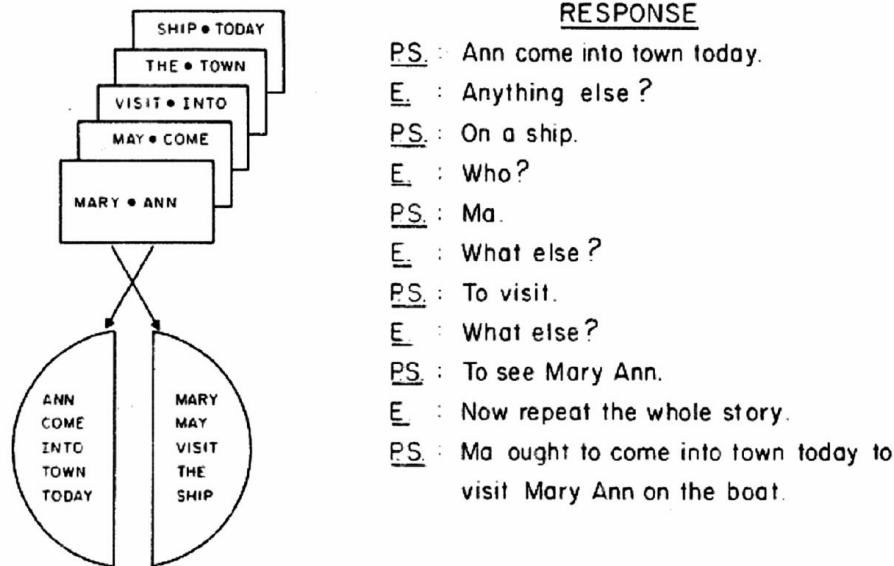 SHIP • TODAY
THE • TOWN
VISIT • INTO
MAY • COME
MARY • ANN
ANN
COME
INTO
TOWN
TODAY
MARY
MAY
VISIT
THE
SHIP
RESPONSE
P.S. : Ann come into town today.
E. : Anything else?
P.S. : On a ship.
E. : Who?
P.S. : Ma.
E. : What else?
P.S. : To visit.
E. : What else?
P.S. : To see Mary Ann.
E. : Now repeat the whole story.
P.S. : Ma ought to come into town today to
visit Mary Ann on the boat.